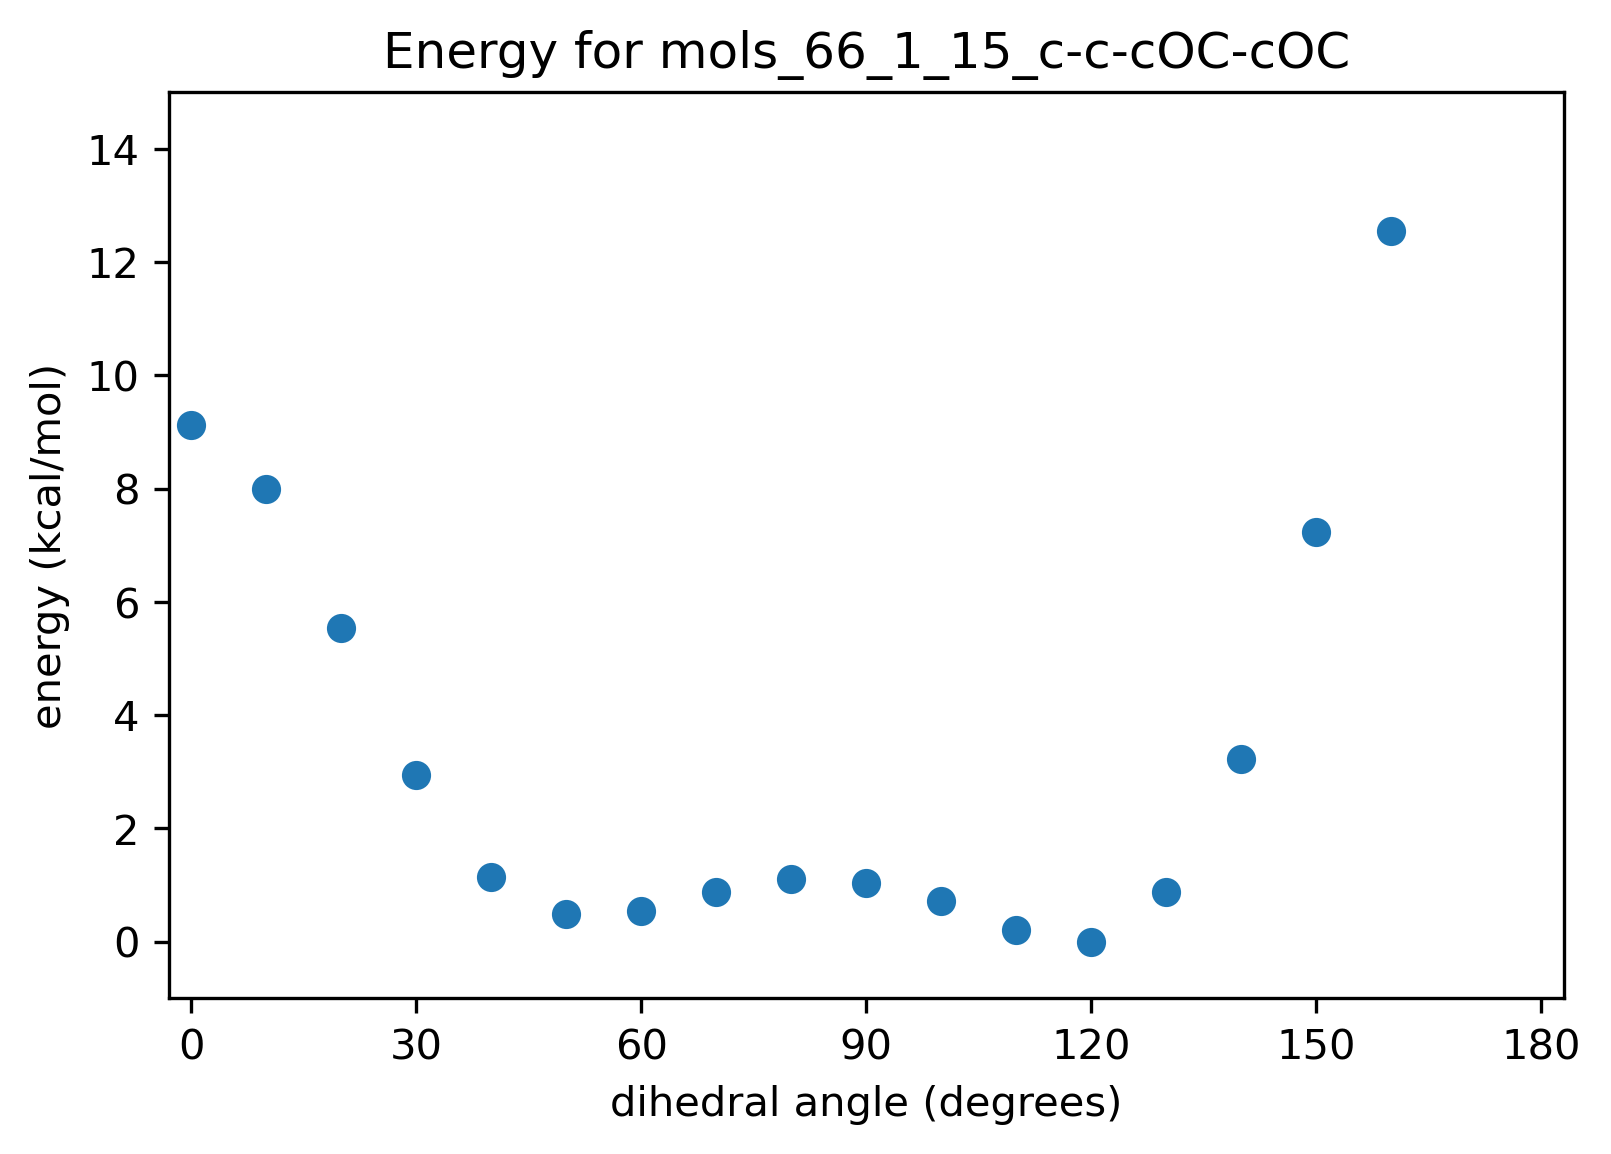 Energy for mols_66_1_15_c-c-cOC-cOC
14
12
10
8
6
4
2
0
energy (kcal/mol)
0 30 60 90 120 150 180
dihedral angle (degrees)